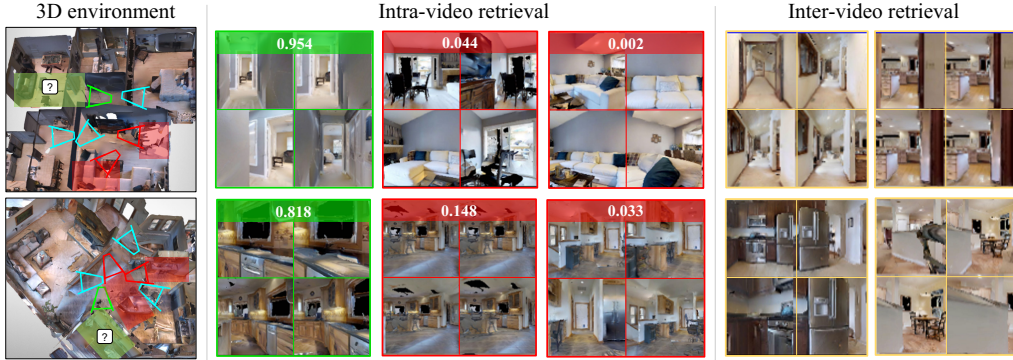 3D environment
Intra-video retrieval
Inter-video retrieval
?
0.954
0.044
0.002
?
0.818
0.148
0.033